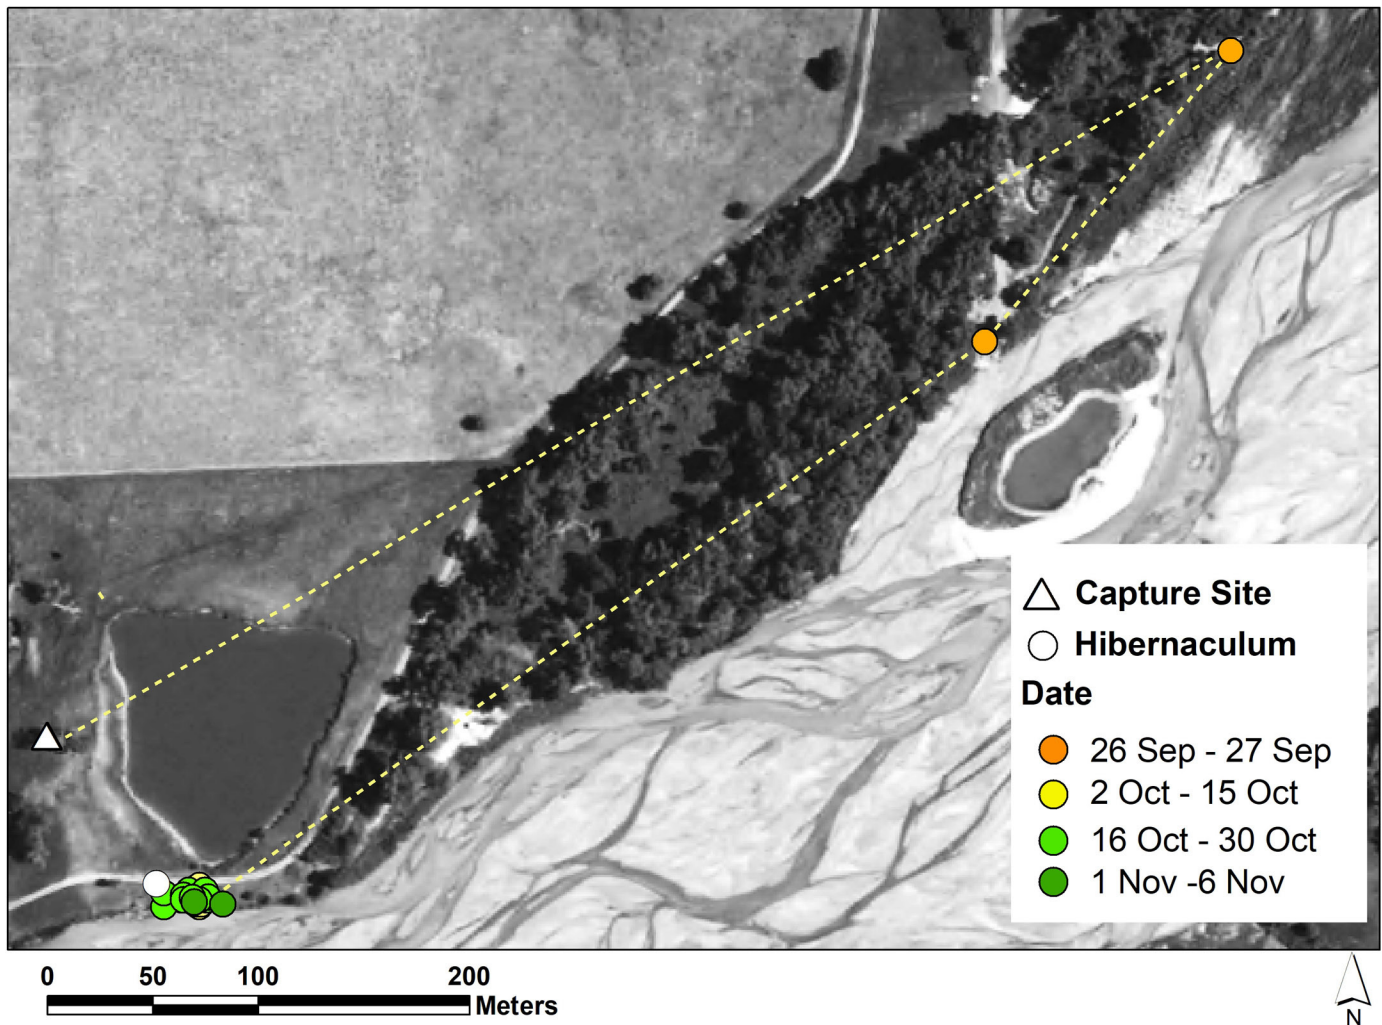 Capture Site
Hibernaculum
Date
26 Sep - 27 Sep
2 Oct - 15 Oct
16 Oct - 30 Oct
1 Nov -6 Nov
0 50 100 200
Meters
N